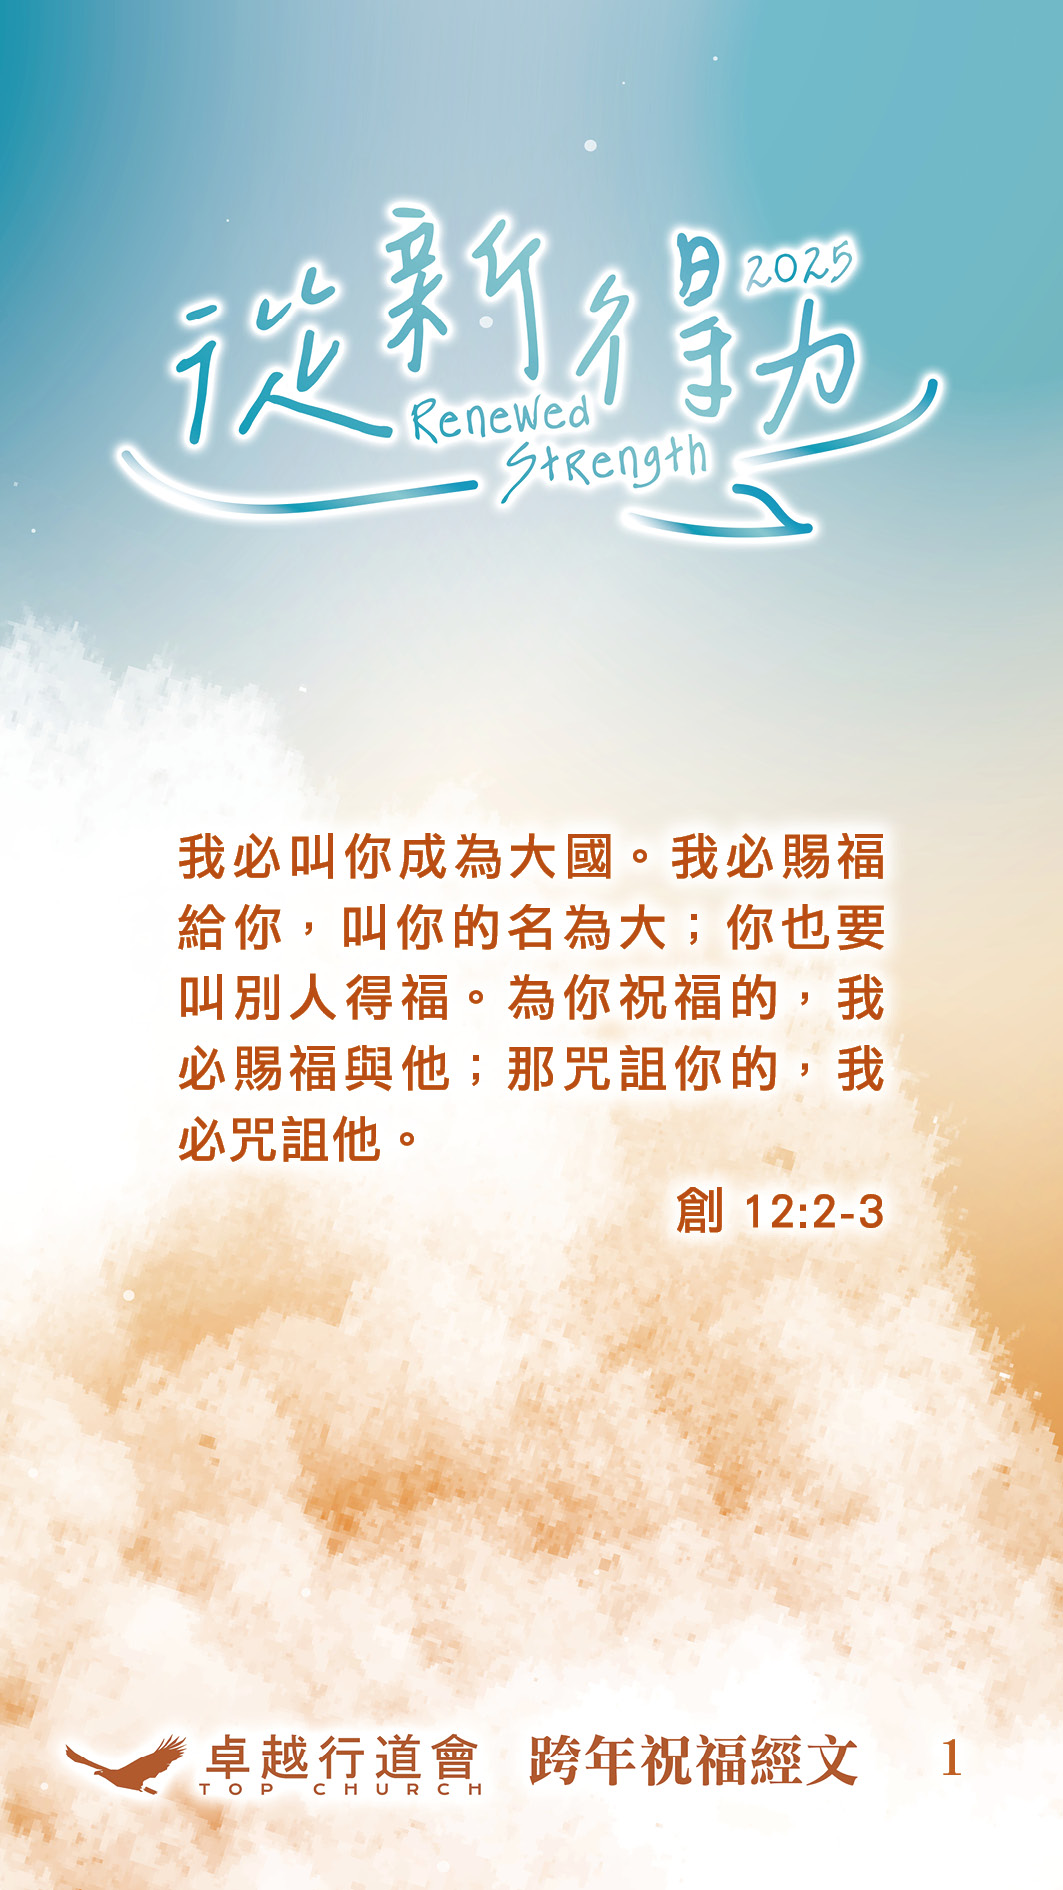 從新得力 2025
Renewed
Strength
我必叫你成為大國。我必賜福
給你，叫你的名為大；你也要
叫別人得福。為你祝福的，我
必賜福與他；那咒詛你的，我
必咒詛他。
創 12:2-3
卓越行道會 跨年祝福經文 1
TOP CHURCH